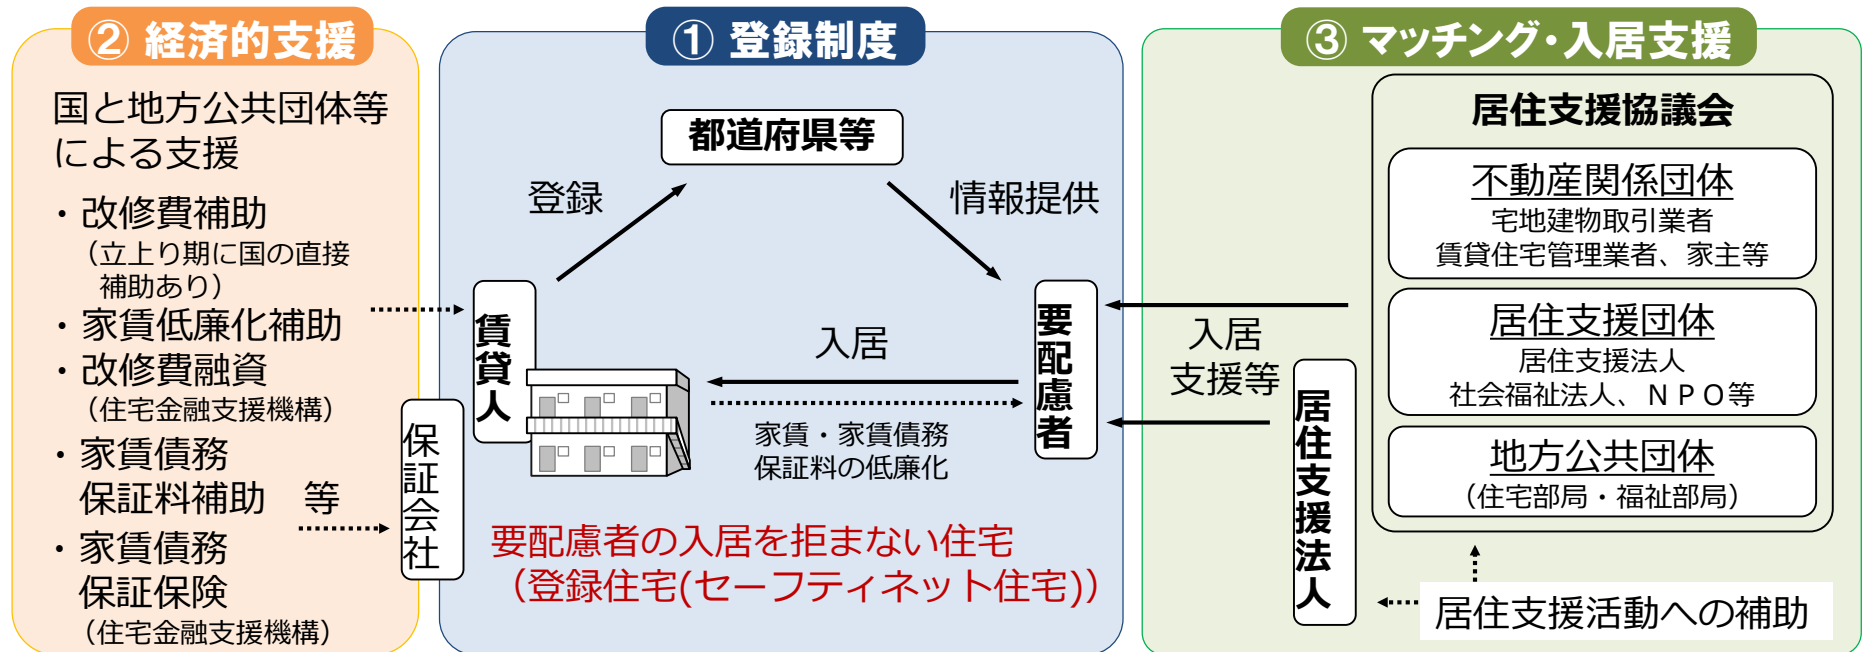 ② 経済的支援
国と地方公共団体等
による支援
・改修費補助
（立上り期に国の直接
補助あり）
・家賃低廉化補助
・改修費融資
（住宅金融支援機構）
・家賃債務
保証料補助　等
・家賃債務
保証保険
（住宅金融支援機構）
保証会社
① 登録制度
都道府県等
登録
情報提供
賃貸人
入居
家賃・家賃債務
保証料の低廉化
要配慮者
要配慮者の入居を拒まない住宅
（登録住宅(セーフティネット住宅)）
③ マッチング・入居支援
入居
支援等
居住支援法人
居住支援協議会
不動産関係団体
宅地建物取引業者
賃貸住宅管理業者、家主等
居住支援団体
居住支援法人
社会福祉法人、ＮＰＯ等
地方公共団体
（住宅部局・福祉部局）
居住支援活動への補助